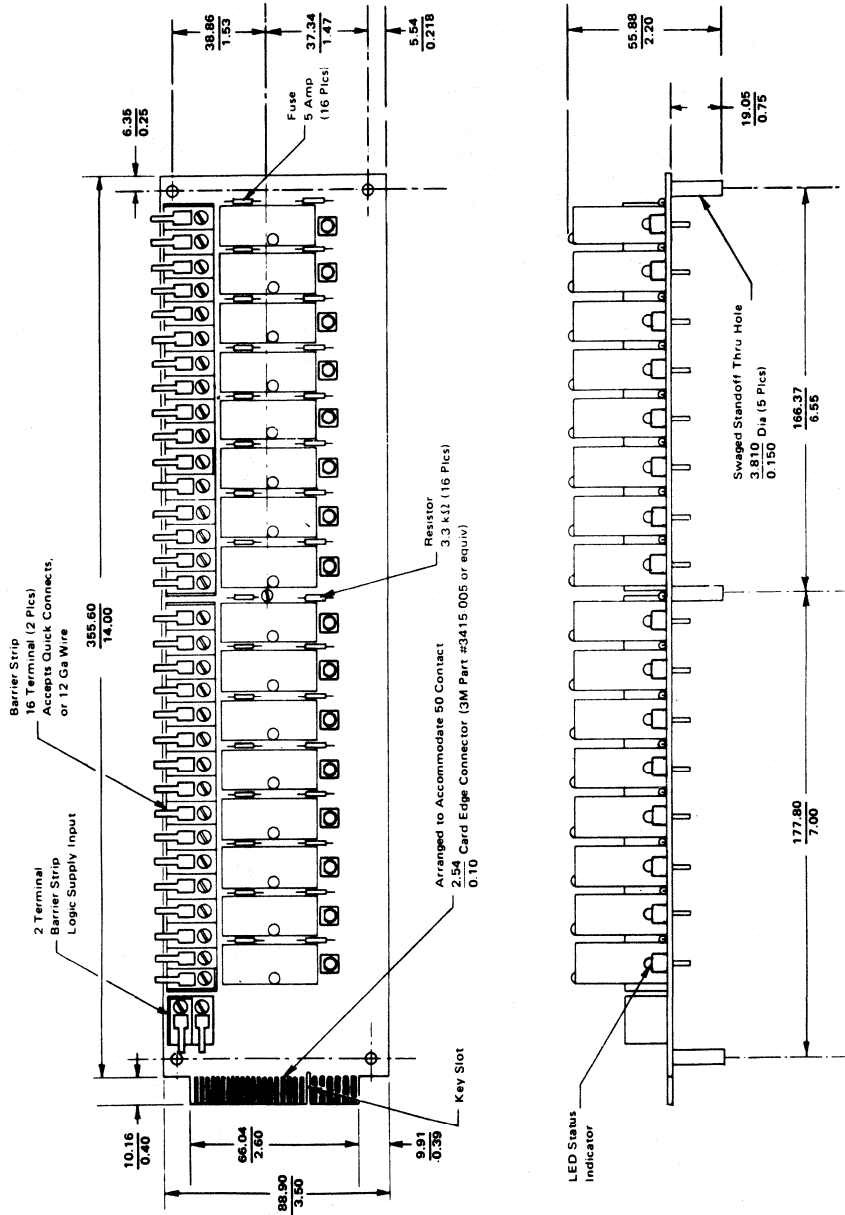 38.86
1.53
37.34
1.47
5.54
0.218
6.35
0.25
Fuse
5 Amp
(16 Plcs)
355.60
14.00
Barrier Strip
16 Terminal (2 Plcs)
Accepts Quick Connects,
or 12 Ga Wire
2 Terminal
Barrier Strip
Logic Supply Input
Resistor
3.3 kΩ (16 Plcs)
Arranged to Accommodate 50 Contact
2.54
0.10
Card Edge Connector (3M Part #3415 005 or equiv)
Key Slot
10.16
0.40
66.04
2.60
88.90
3.50
9.91
0.39
55.88
2.20
19.05
0.75
Swaged Standoff Thru Hole
3.810
0.150
Dia (5 Plcs)
166.37
6.55
177.80
7.00
LED Status
Indicator